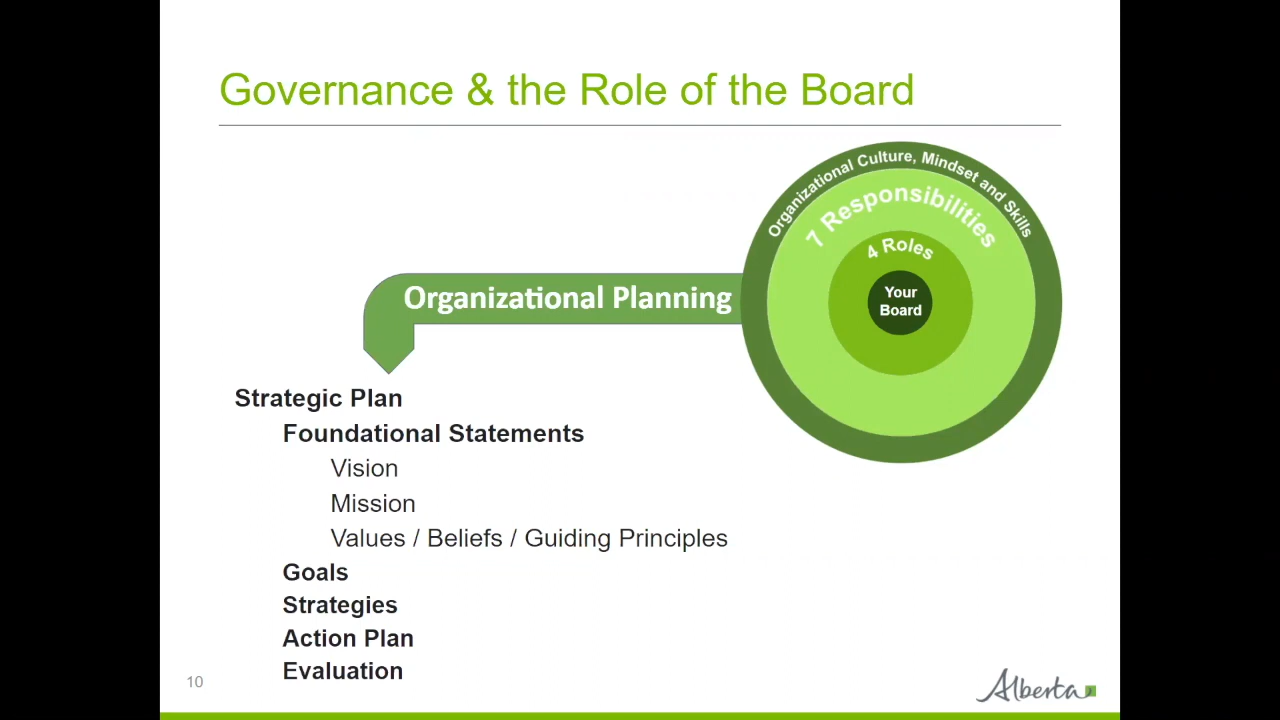 Governance & the Role of the Board
Organizational Culture, Mindset and Skills
7 Responsibilities
4 Roles
Your
Board
Organizational Planning
Strategic Plan
Foundational Statements
Vision
Mission
Values / Beliefs / Guiding Principles
Goals
Strategies
Action Plan
Evaluation
10
Alberta